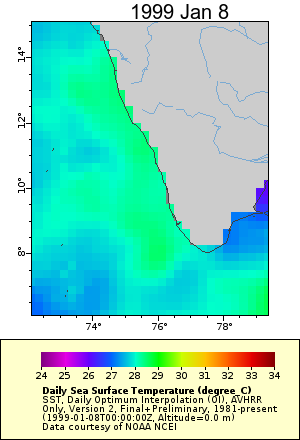 1999 Jan 8
14°
12°
10°
8°
74°
76°
78°
24 25 26 27 28 29 30 31 32 33 34
Daily Sea Surface Temperature (degree_C)
SST, Daily Optimum Interpolation (OI), AVHRR
Only, Version 2, Final+Preliminary, 1981-present
(1999-01-08T00:00:00Z, Altitude=0.0 m)
Data courtesy of NOAA NCEI